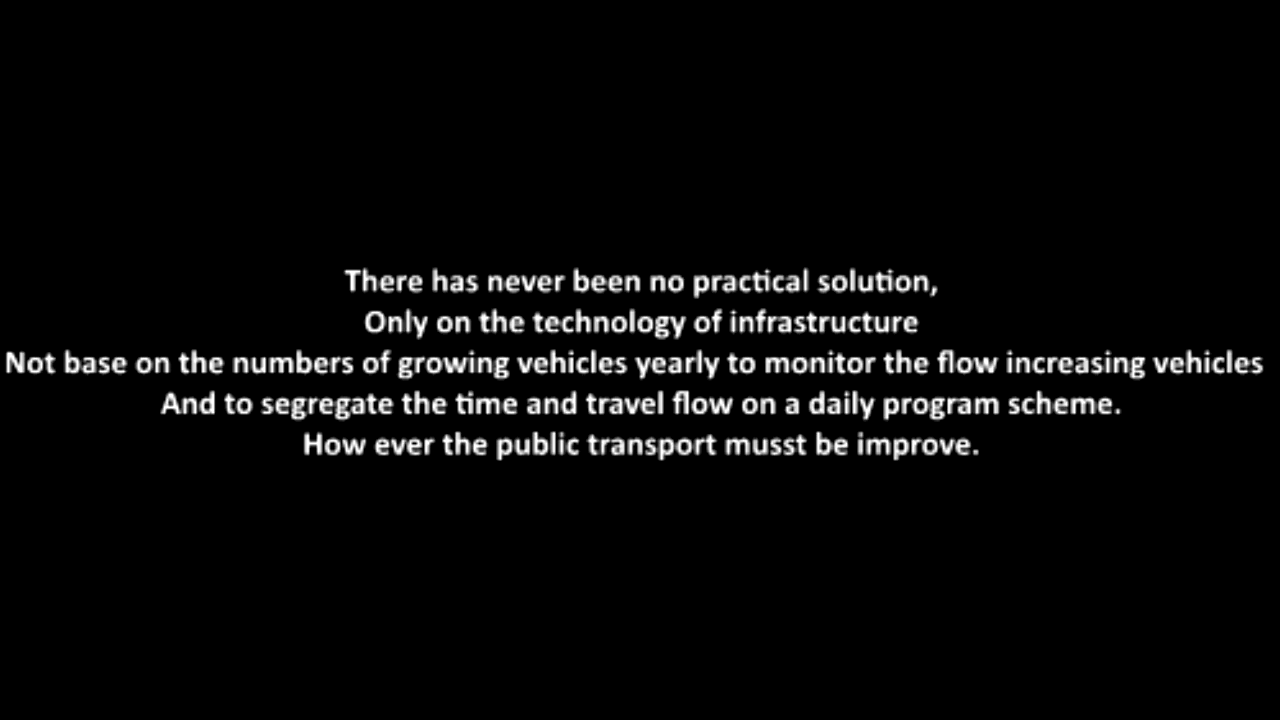 There has never been no practical solution,
Only on the technology of infrastructure
Not base on the numbers of growing vehicles yearly to monitor the flow increasing vehicles
And to segregate the time and travel flow on a daily program scheme.
How ever the public transport musst be improve.